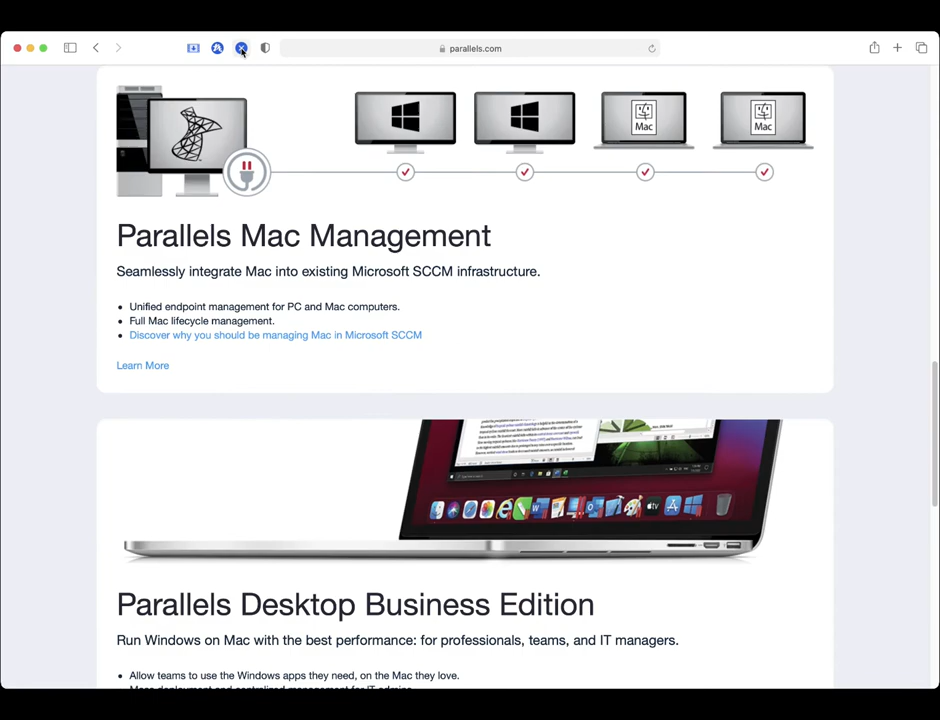 parallels.com
Mac
Mac
Parallels Mac Management
Seamlessly integrate Mac into existing Microsoft SCCM infrastructure.
Unified endpoint management for PC and Mac computers.
Full Mac lifecycle management.
Discover why you should be managing Mac in Microsoft SCCM
Learn More
Parallels Desktop Business Edition
Run Windows on Mac with the best performance: for professionals, teams, and IT managers.
Allow teams to use the Windows apps they need, on the Mac they love.